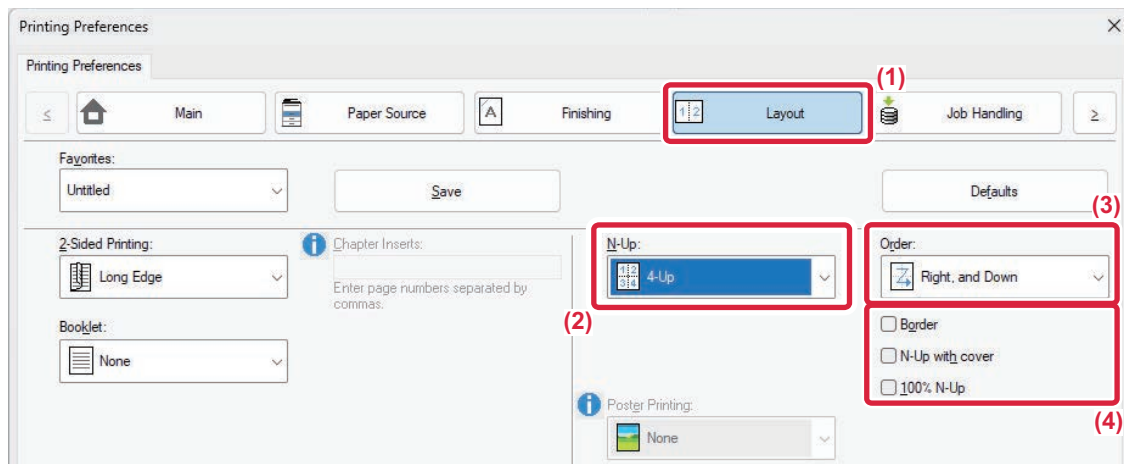 Printing Preferences
Printing Preferences
(1)
Main
Paper Source
Finishing
Layout
Job Handling
Favorites:
Untitled
Save
Defaults
(3)
2-Sided Printing:
Long Edge
Chapter Inserts:
Enter page numbers separated by
commas.
N-Up:
4-Up
Order:
Right, and Down
(2)
Booklet:
None
Border
N-Up with cover
100% N-Up
(4)
Poster Printing:
None